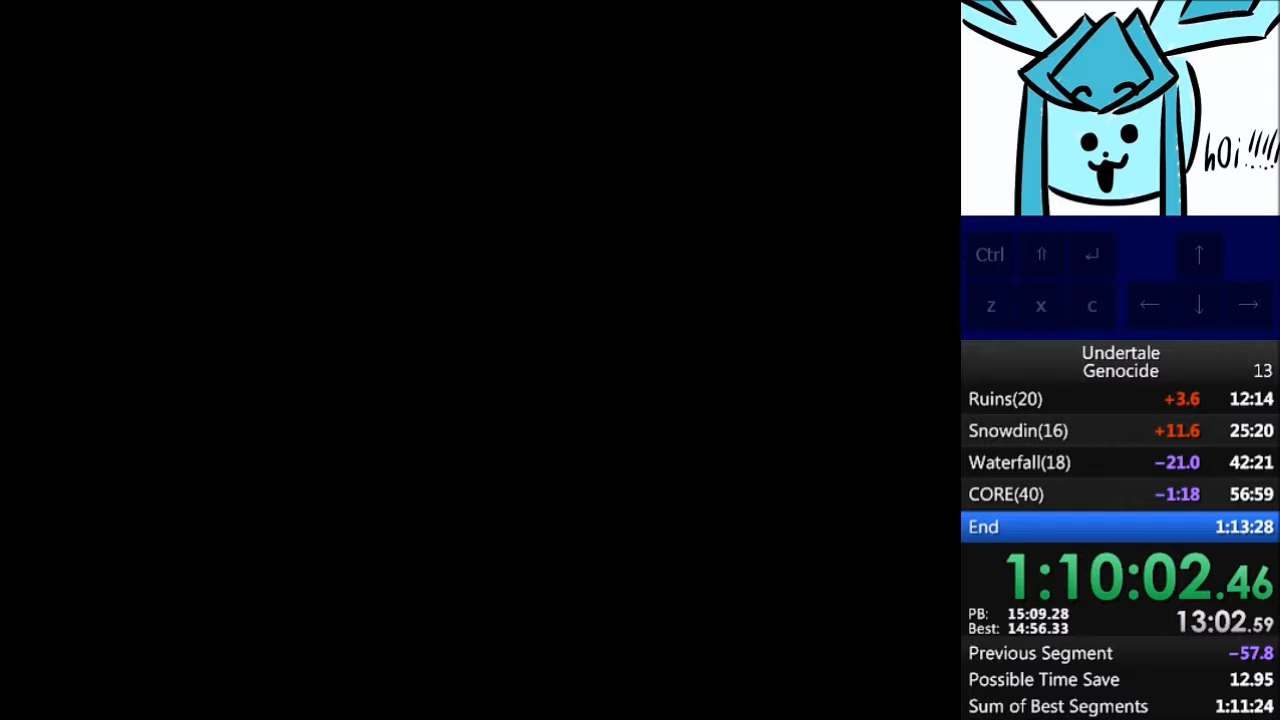 hOi!!!!!
Ctrl ⇧ ↵ ↑
z x c ← ↓ →
Undertale
Genocide 13
Ruins(20) +3.6 12:14
Snowdin(16) +11.6 25:20
Waterfall(18) −21.0 42:21
CORE(40) −1:18 56:59
End 1:13:28
1:10:02.46
PB: 15:09.28
Best: 14:56.33
13:02.59
Previous Segment −57.8
Possible Time Save 12.95
Sum of Best Segments 1:11:24